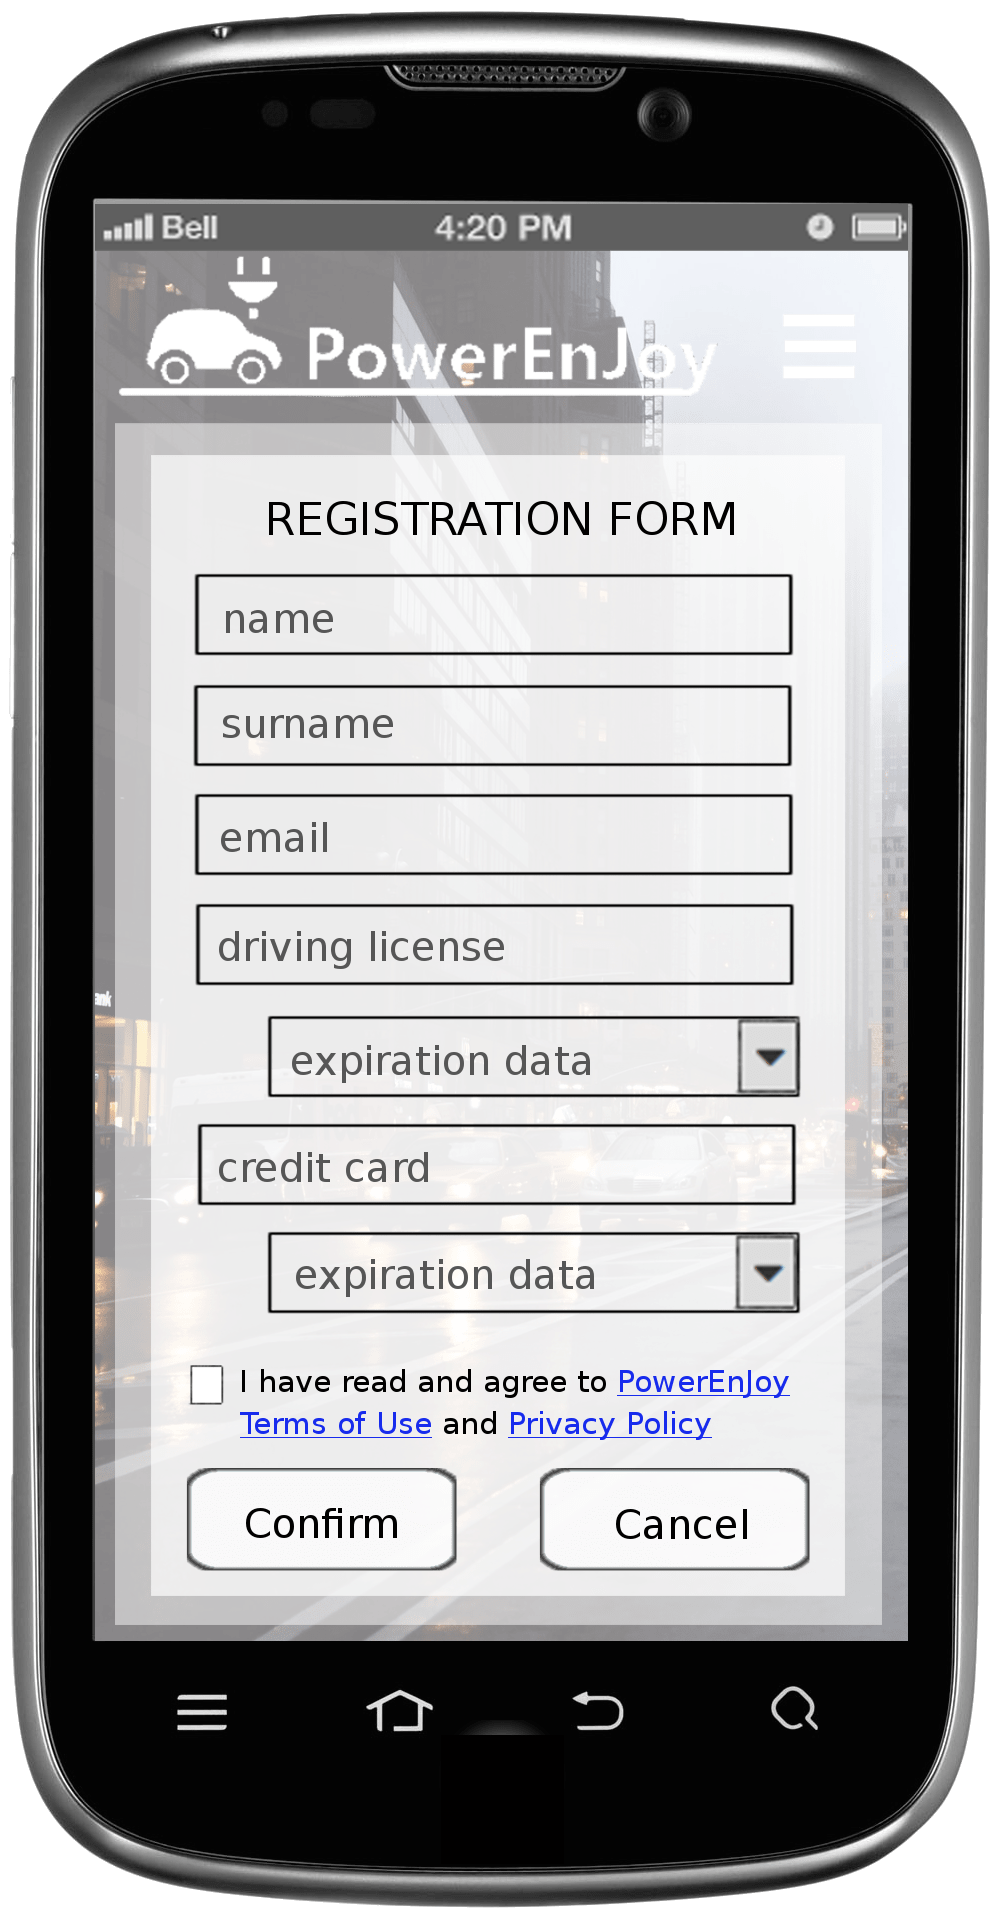 Bell 4:20 PM
PowerEnJoy
REGISTRATION FORM
name
surname
email
driving license
expiration data
credit card
expiration data
I have read and agree to PowerEnJoy
Terms of Use and Privacy Policy
Confirm Cancel